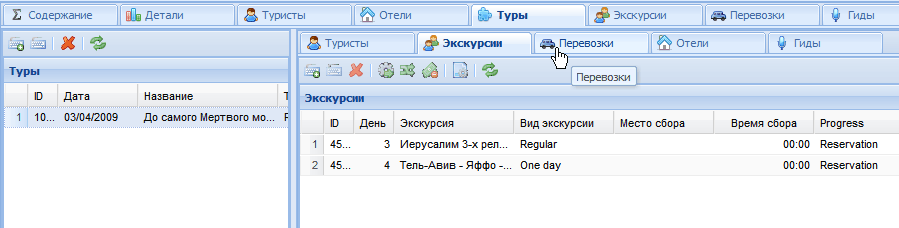 Содержание Детали Туристы Отели Туры Экскурсии Перевозки Гиды
Туристы Экскурсии Перевозки Отели Гиды
Перевозки
Туры
ID Дата Название
1 10... 03/04/2009 До самого Мертвого мо...
Экскурсии
ID День Экскурсия Вид экскурсии Место сбора Время сбора Progress
1 45... 3 Иерусалим 3-х рел... Regular 00:00 Reservation
2 45... 4 Тель-Авив - Яффо -... One day 00:00 Reservation